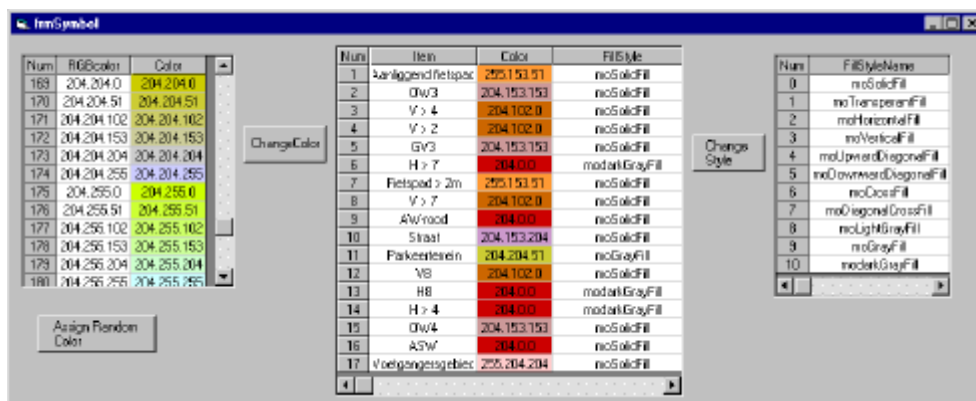 frmSymbol
Num RGBcolor Color
169 204.204.0 204.204.0
170 204.204.51 204.204.51
171 204.204.102 204.204.102
172 204.204.153 204.204.153
173 204.204.204 204.204.204
174 204.204.255 204.204.255
175 204.255.0 204.255.0
176 204.255.51 204.255.51
177 204.255.102 204.255.102
178 204.255.153 204.255.153
179 204.255.204 204.255.204
180 204.255.255 204.255.255
Assign Random
Color
ChangeColor
Num Item Color FillStyle
1 Aanliggend fietspad 255.153.51 moSolidFill
2 OW3 204.153.153 moSolidFill
3 V > 4 204.102.0 moSolidFill
4 V > 2 204.102.0 moSolidFill
5 GV3 204.153.153 moSolidFill
6 H > 7 204.0.0 modarkGrayFill
7 Fietspad > 2m 255.153.51 moSolidFill
8 V > 7 204.102.0 moSolidFill
9 AW-rood 204.0.0 moSolidFill
10 Straat 204.153.204 moSolidFill
11 Parkeerterrein 204.204.51 moGrayFill
12 V8 204.102.0 moSolidFill
13 H8 204.0.0 modarkGrayFill
14 H > 4 204.0.0 modarkGrayFill
15 OW4 204.153.153 moSolidFill
16 ASW 204.0.0 moSolidFill
17 Voetgangersgebied 255.204.204 moSolidFill
Change
Style
Num FillStyleName
0 moSolidFill
1 moTransparentFill
2 moHorizontalFill
3 moVerticalFill
4 moUpwardDiagonalFill
5 moDownwardDiagonalFill
6 moCrossFill
7 moDiagonalCrossFill
8 moLightGrayFill
9 moGrayFill
10 modarkGrayFill